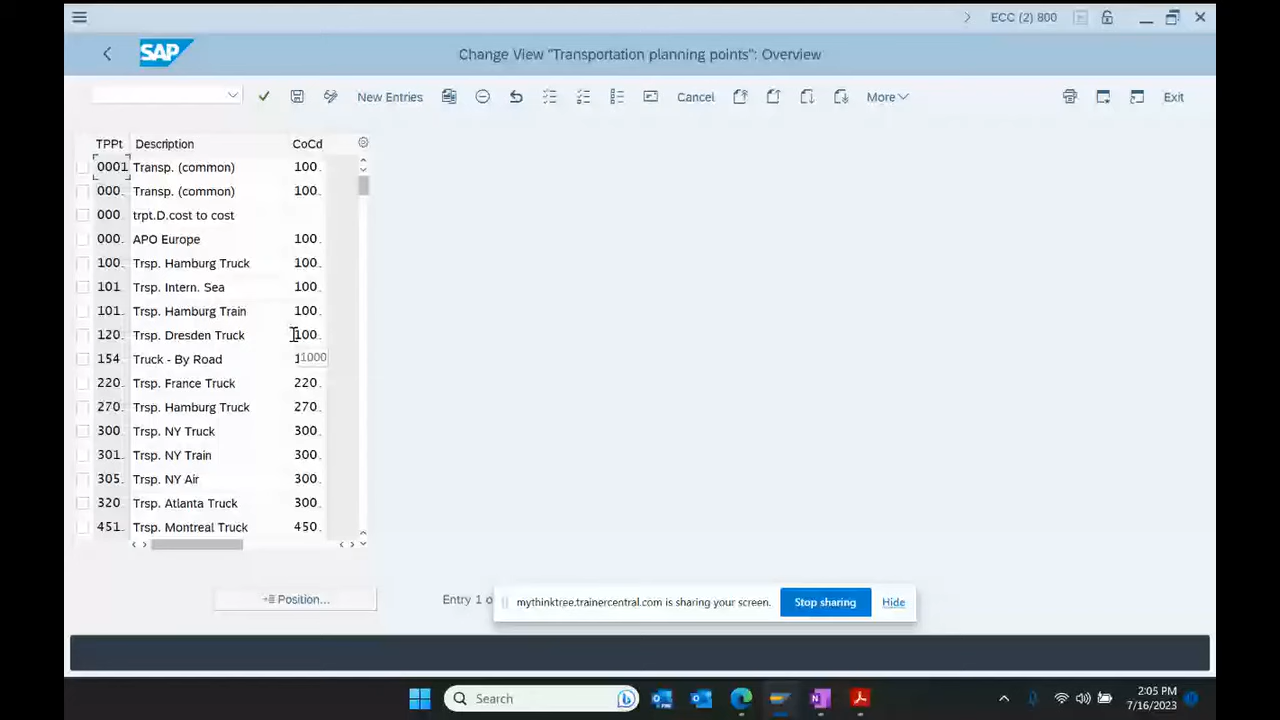 ECC (2) 800
SAP
Change View "Transportation planning points": Overview
New Entries
Cancel
More
Exit
TPPt Description CoCd
0001 Transp. (common) 100..
000.. Transp. (common) 100..
000.. trpt.D.cost to cost
000.. APO Europe 100..
100.. Trsp. Hamburg Truck 100..
101.. Trsp. Intern. Sea 100..
101.. Trsp. Hamburg Train 100..
120.. Trsp. Dresden Truck 100..
154 Truck - By Road 1
1000
220.. Trsp. France Truck 220..
270.. Trsp. Hamburg Truck 270..
300.. Trsp. NY Truck 300..
301.. Trsp. NY Train 300..
305.. Trsp. NY Air 300..
320 Trsp. Atlanta Truck 300..
451.. Trsp. Montreal Truck 450..
Position...
Entry 1 o
mythinktree.trainercentral.com is sharing your screen.
Stop sharing
Hide
Search
2:05 PM
7/16/2023